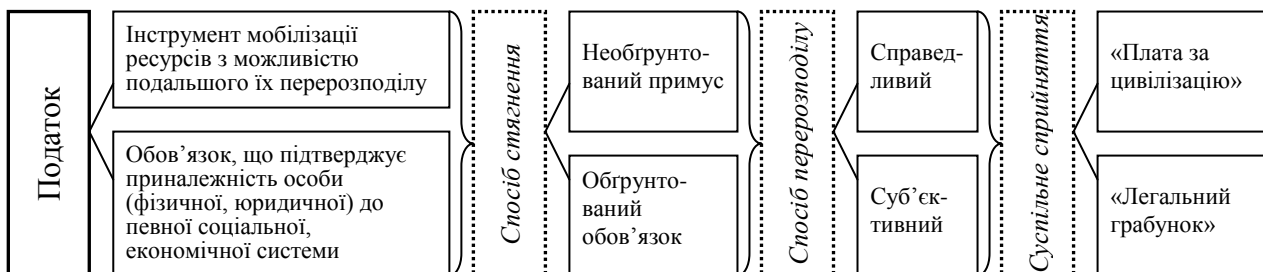 Податок
Інструмент мобілізації
ресурсів з можливістю
подальшого їх перерозподілу
Обов’язок, що підтверджує
приналежність особи
(фізичної, юридичної) до
певної соціальної,
економічної системи
Спосіб стягнення
Необґрунто-
ваний примус
Обґрунто-
ваний
обов’язок
Спосіб перерозподілу
Справед-
ливий
Суб’єк-
тивний
Суспільне сприйняття
«Плата за
цивілізацію»
«Легальний
грабунок»